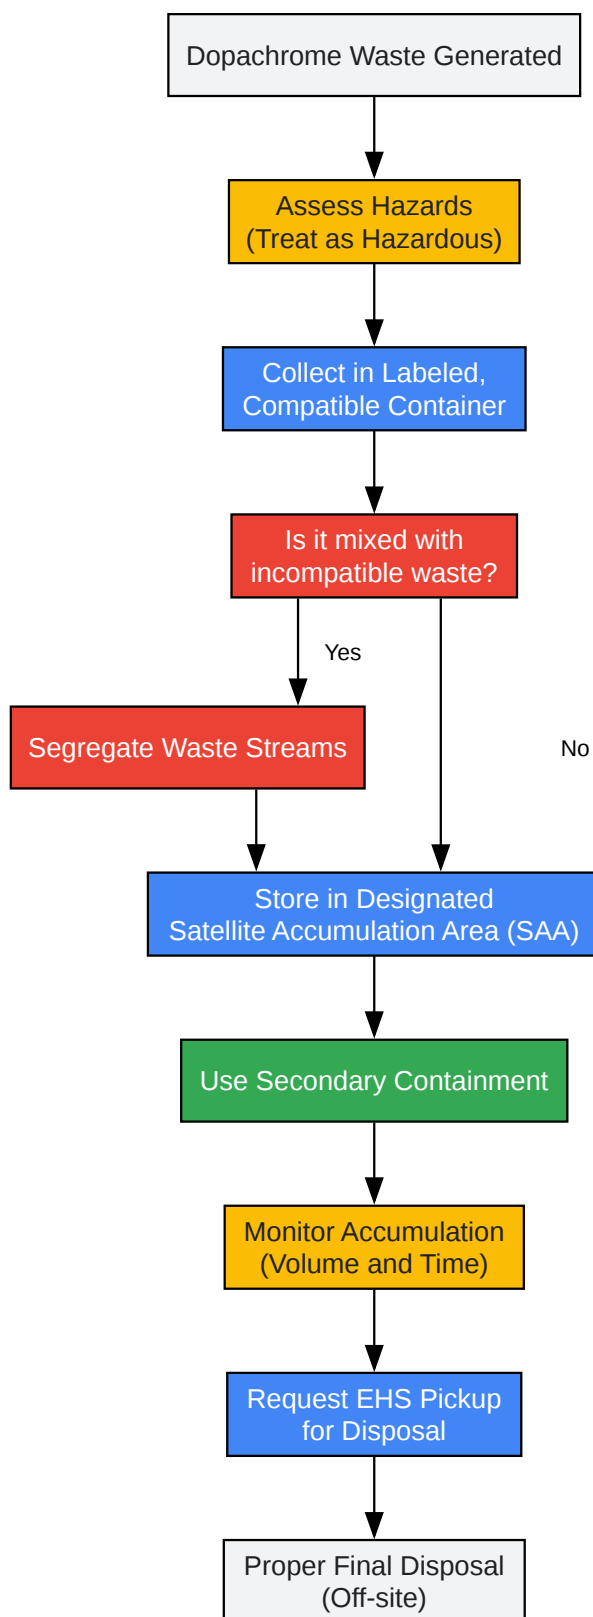 Dopachrome Waste Generated
Assess Hazards
(Treat as Hazardous)
Collect in Labeled,
Compatible Container
Is it mixed with
incompatible waste?
Yes
Segregate Waste Streams
No
Store in Designated
Satellite Accumulation Area (SAA)
Use Secondary Containment
Monitor Accumulation
(Volume and Time)
Request EHS Pickup
for Disposal
Proper Final Disposal
(Off-site)